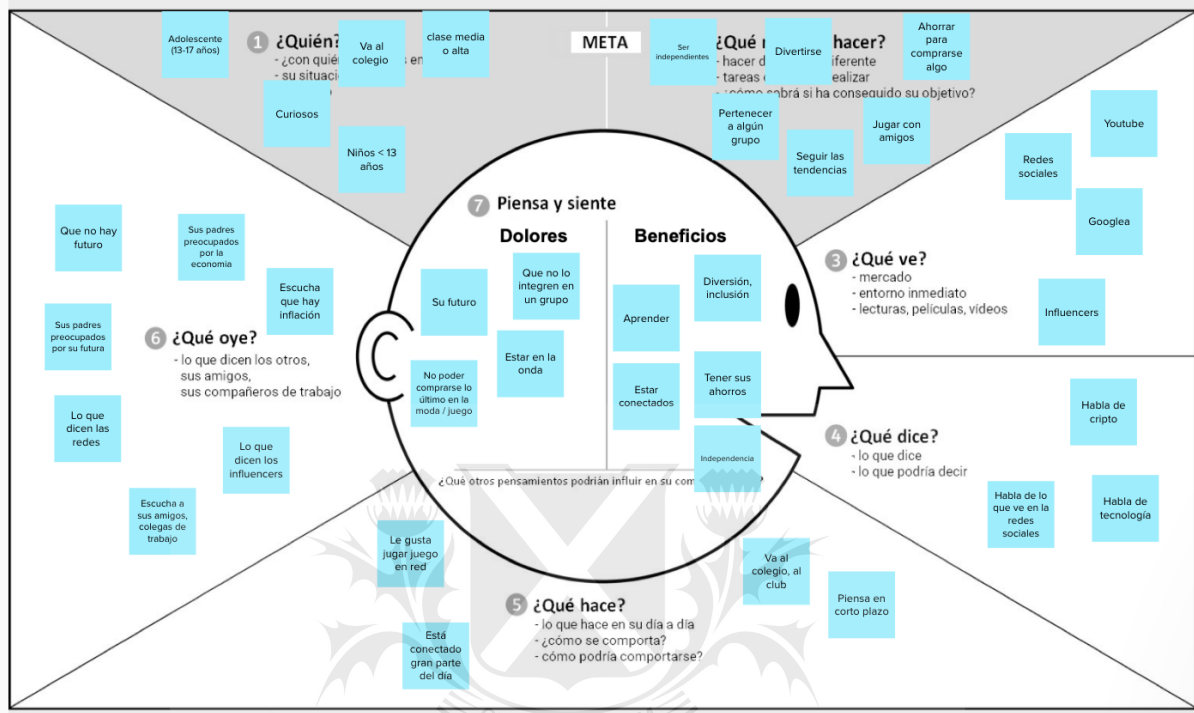 Adolescente
(13-17 años)
1 ¿Quién?
- ¿con quién
- su
Va al
colegio
clase media
o alta
Curiosos
Niños < 13
años
META
¿Qué hacer?
- hacer
- tareas
- ¿cómo sabrá si ha conseguido su objetivo?
Ser
independientes
Divertirse
Ahorrar
para
comprarse
algo
Pertenecer
a algún
grupo
Seguir las
tendencias
Jugar con
amigos
Youtube
Redes
sociales
Googlea
3 ¿Qué ve?
- mercado
- entorno inmediato
- lecturas, películas, vídeos
Influencers
4 ¿Qué dice?
- lo que dice
- lo que podría decir
Habla de
cripto
Habla de lo
que ve en la
redes
sociales
Habla de
tecnología
5 ¿Qué hace?
- lo que hace en su día a día
- ¿cómo se comporta?
- cómo podría comportarse?
Le gusta
jugar juego
en red
Está
conectado
gran parte
del día
Va al
colegio, al
club
Piensa en
corto plazo
6 ¿Qué oye?
- lo que dicen los otros,
sus amigos,
sus compañeros de trabajo
Que no hay
futuro
Sus padres
preocupados
por la
economia
Escucha
que hay
inflación
Sus padres
preocupados
por su futura
Lo que
dicen las
redes
Lo que
dicen los
influencers
Escucha a
sus amigos,
colegas de
trabajo
7 Piensa y siente
Dolores
Su futuro
Que no lo
integren en
un grupo
No poder
comprarse lo
último en la
moda / juego
Estar en la
onda
Beneficios
Aprender
Diversión,
inclusión
Estar
conectados
Tener sus
ahorros
Independencia
¿Qué otros pensamientos podrían influir en su